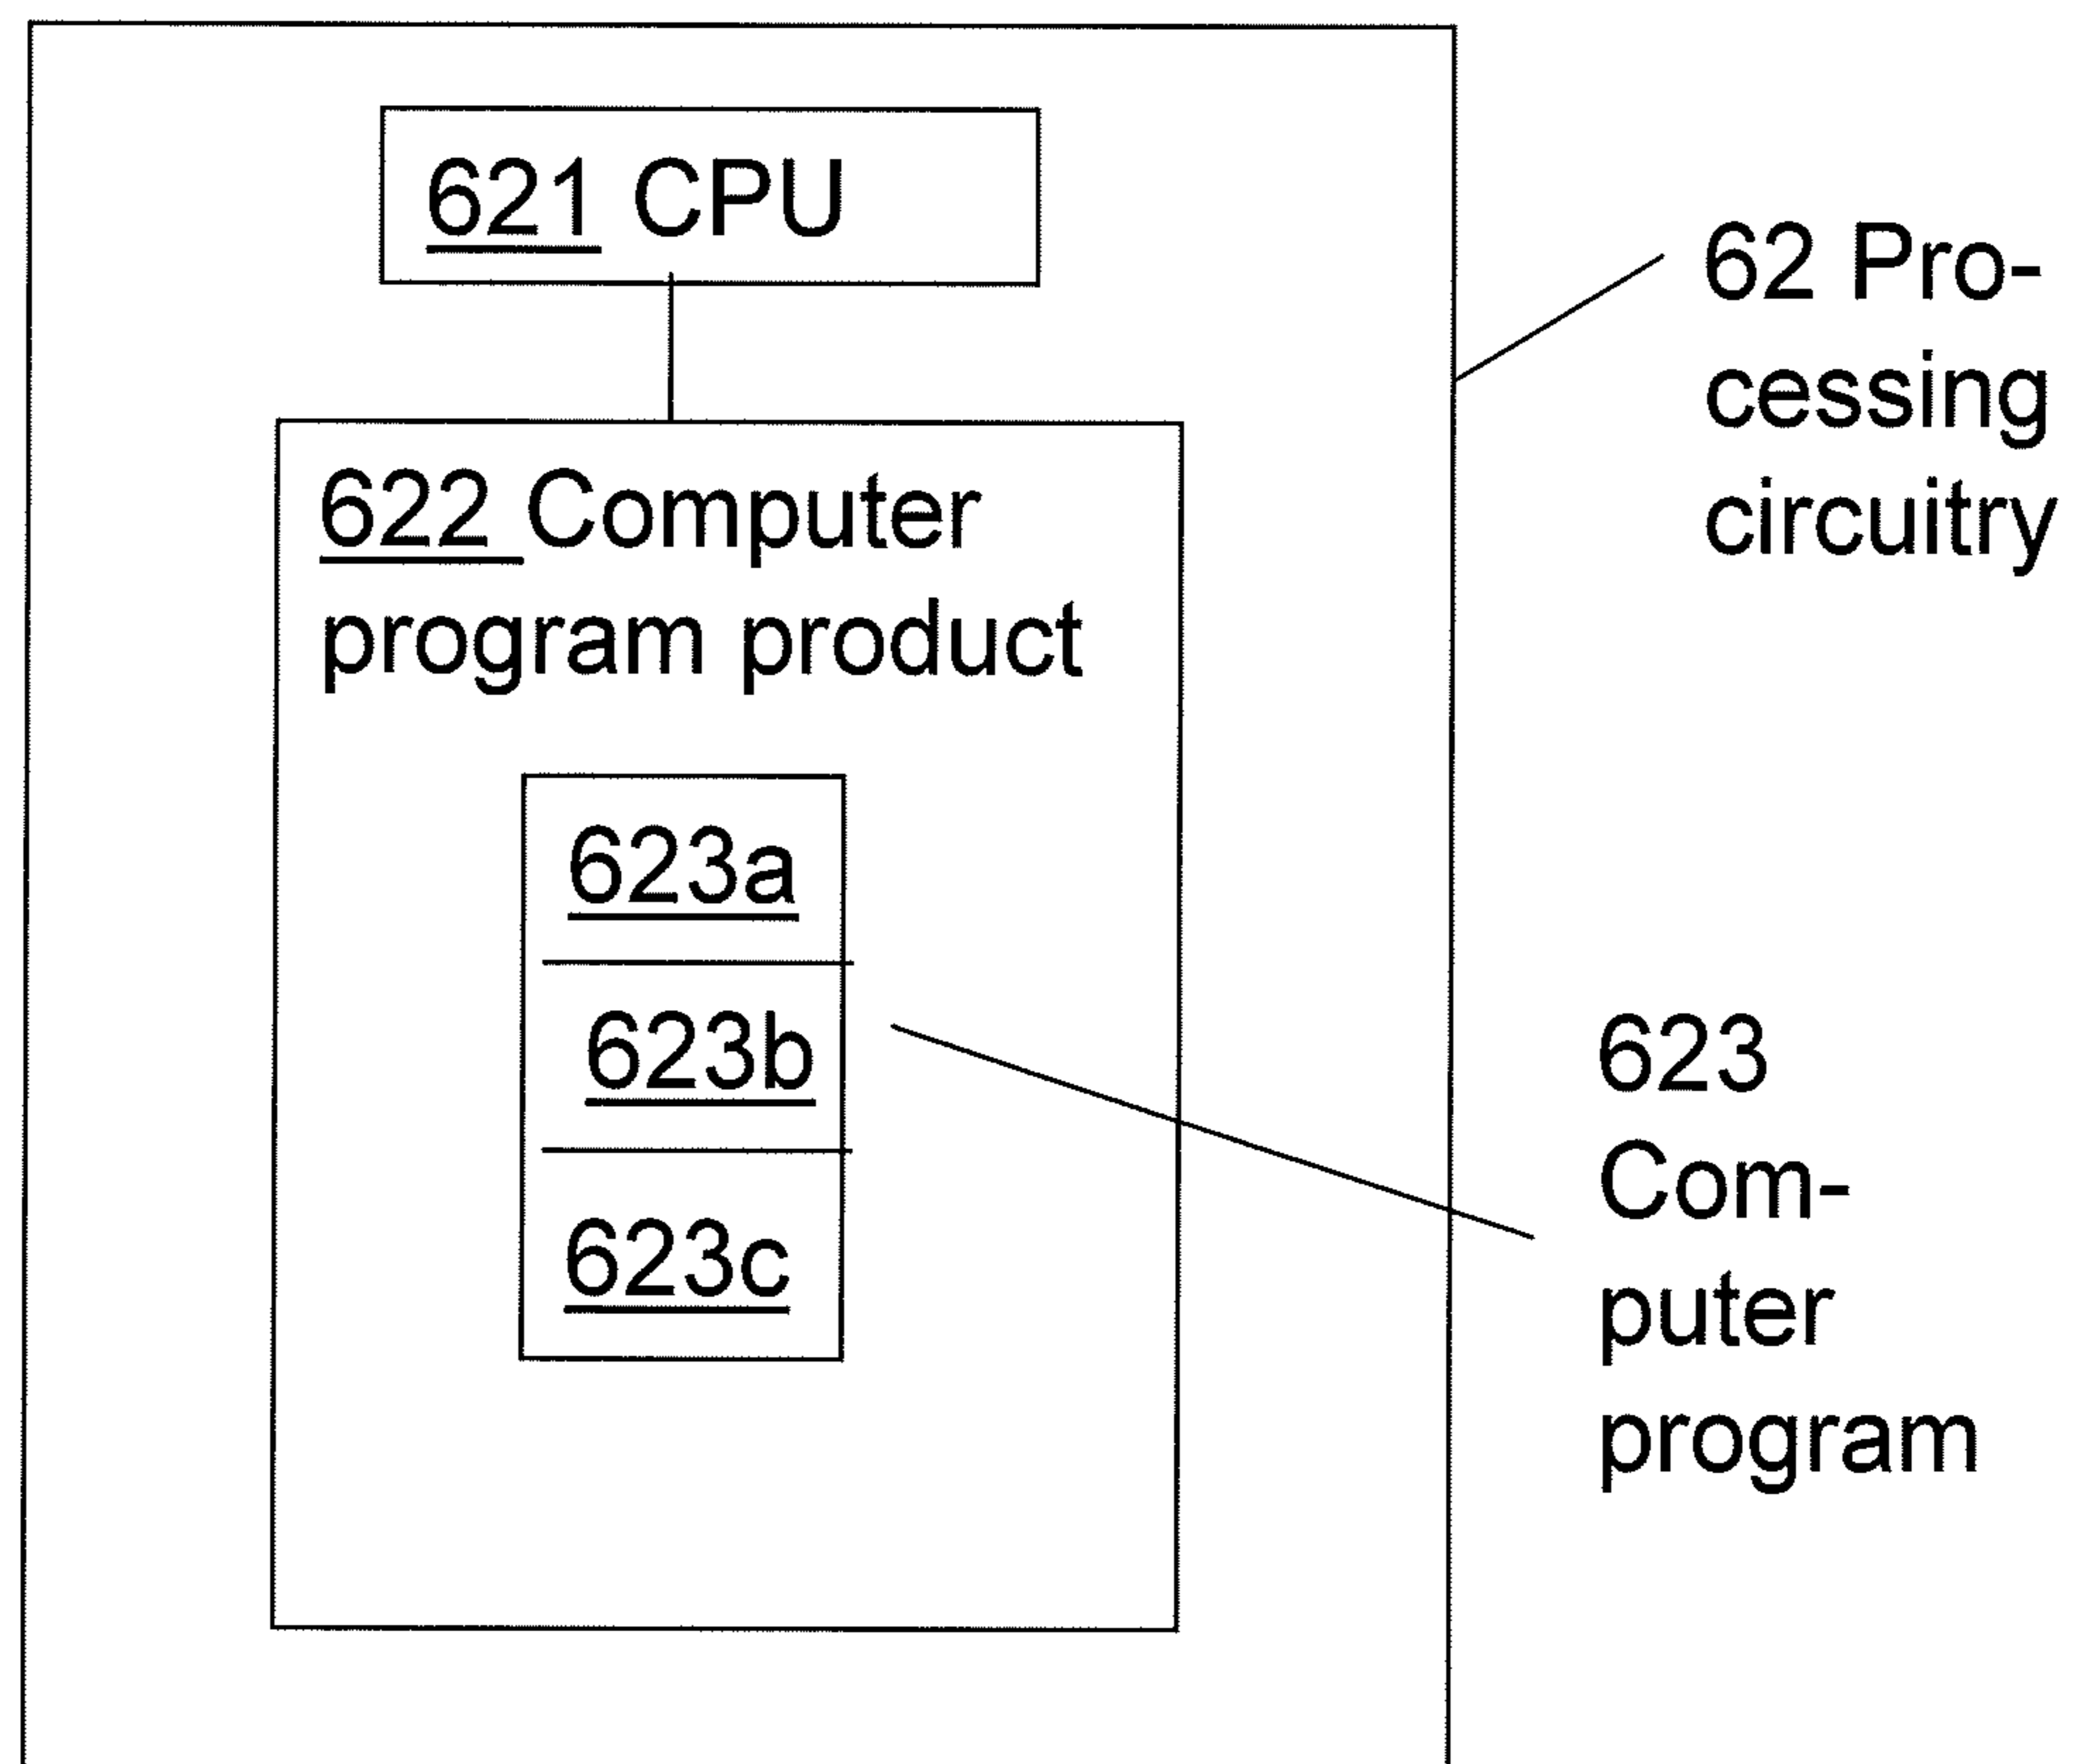 621 CPU
62 Pro-
cessing
circuitry
622 Computer
program product
623a
623b
623c
623
Com-
puter
program